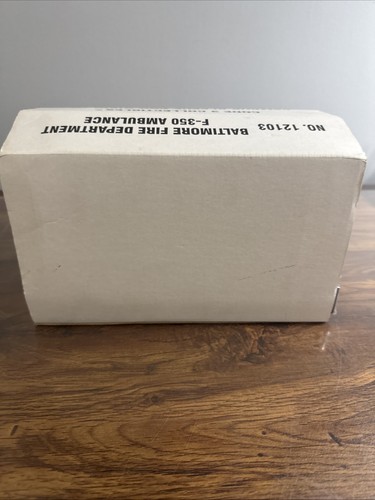 NO. 12103 BALTIMORE FIRE DEPARTMENT
F-350 AMBULANCE